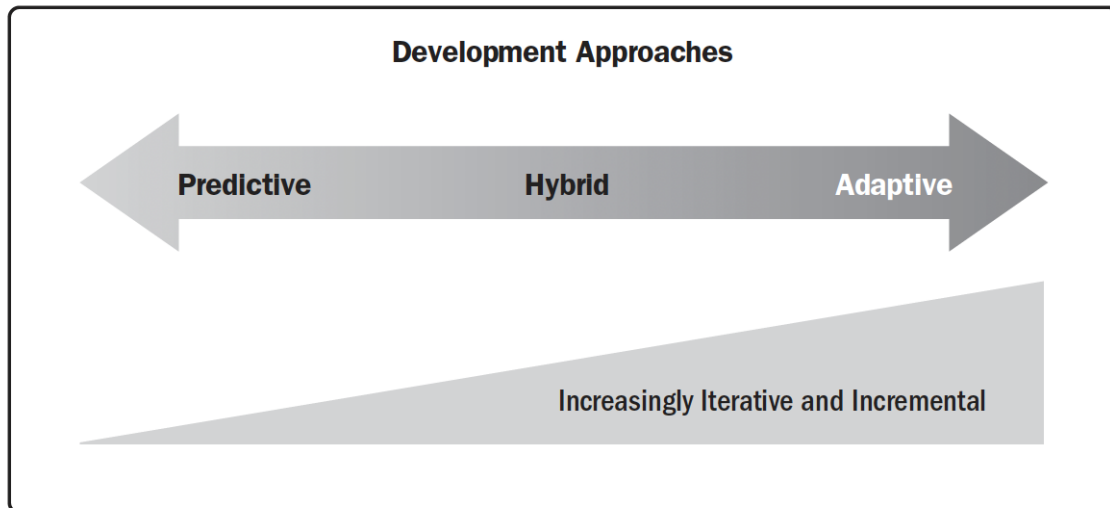 Development Approaches
Predictive
Hybrid
Adaptive
Increasingly Iterative and Incremental